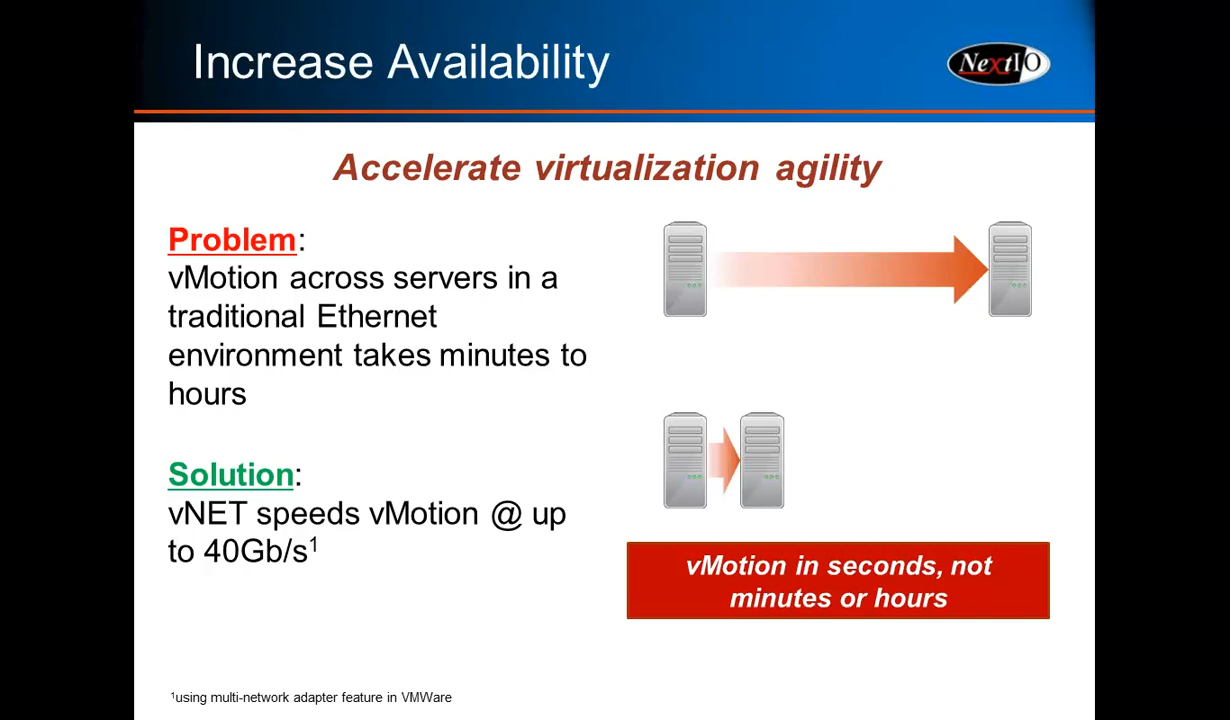 Increase Availability
NextIO
Accelerate virtualization agility
Problem:
vMotion across servers in a
traditional Ethernet
environment takes minutes to
hours
Solution:
vNET speeds vMotion @ up
to 40Gb/s¹
vMotion in seconds, not
minutes or hours
¹using multi-network adapter feature in VMWare